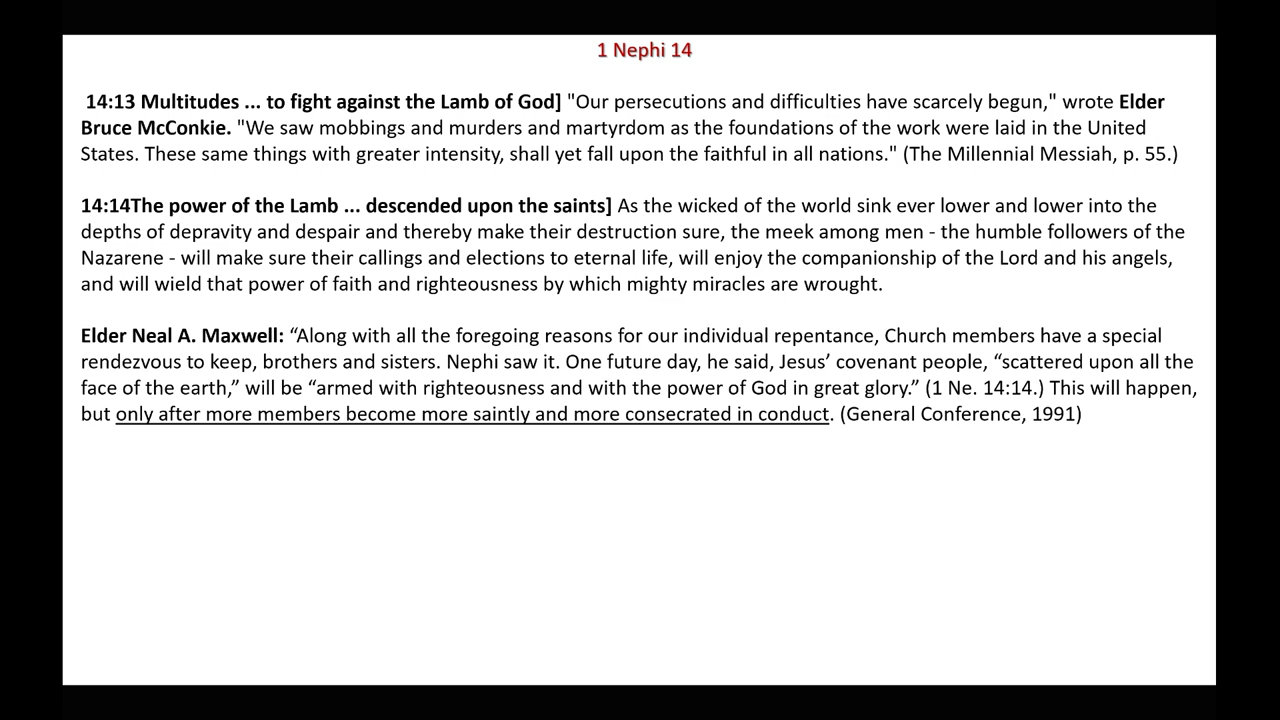 1 Nephi 14
14:13 Multitudes ... to fight against the Lamb of God] "Our persecutions and difficulties have scarcely begun," wrote Elder
Bruce McConkie. "We saw mobbings and murders and martyrdom as the foundations of the work were laid in the United
States. These same things with greater intensity, shall yet fall upon the faithful in all nations." (The Millennial Messiah, p. 55.)
14:14The power of the Lamb ... descended upon the saints] As the wicked of the world sink ever lower and lower into the
depths of depravity and despair and thereby make their destruction sure, the meek among men - the humble followers of the
Nazarene - will make sure their callings and elections to eternal life, will enjoy the companionship of the Lord and his angels,
and will wield that power of faith and righteousness by which mighty miracles are wrought.
Elder Neal A. Maxwell: “Along with all the foregoing reasons for our individual repentance, Church members have a special
rendezvous to keep, brothers and sisters. Nephi saw it. One future day, he said, Jesus’ covenant people, “scattered upon all the
face of the earth,” will be “armed with righteousness and with the power of God in great glory.” (1 Ne. 14:14.) This will happen,
but only after more members become more saintly and more consecrated in conduct. (General Conference, 1991)